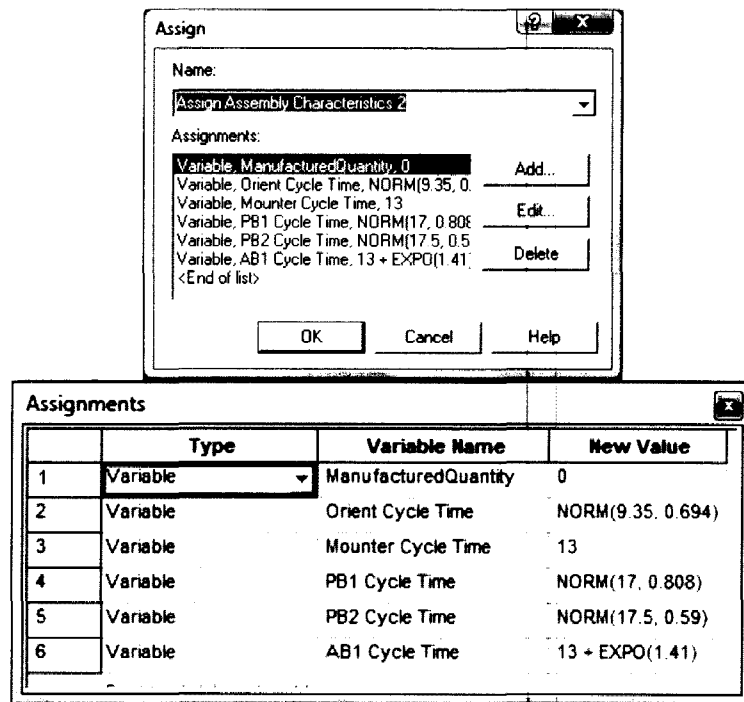 Assign
Name:
Assign Assembly Characteristics 2
Assignments:
Variable, ManufacturedQuantity, 0
Variable, Orient Cycle Time, NORM(9.35, 0.
Variable, Mounter Cycle Time, 13
Variable, PB1 Cycle Time, NORM(17, 0.808
Variable, PB2 Cycle Time, NORM(17.5, 0.5
Variable, AB1 Cycle Time, 13 + EXPO(1.41)
<End of list>
Add...
Edit...
Delete
OK Cancel Help
Assignments
Type Variable Name New Value
1 Variable ManufacturedQuantity 0
2 Variable Orient Cycle Time NORM(9.35, 0.694)
3 Variable Mounter Cycle Time 13
4 Variable PB1 Cycle Time NORM(17, 0.808)
5 Variable PB2 Cycle Time NORM(17.5, 0.59)
6 Variable AB1 Cycle Time 13 + EXPO(1.41)